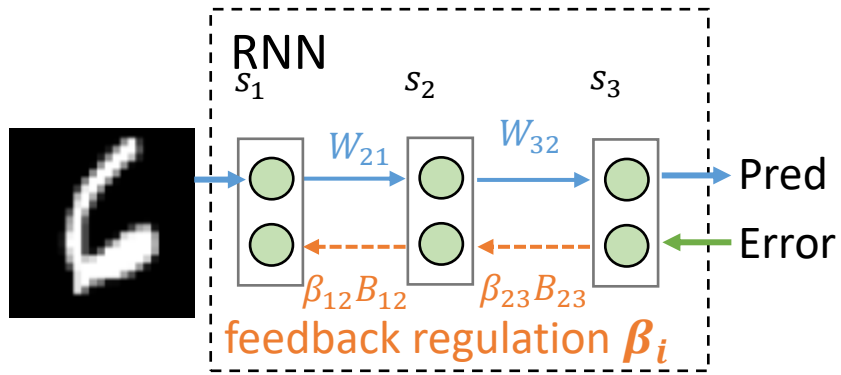 RNN
s₁ s₂ s₃
W₂₁ W₃₂
Pred
Error
β₁₂B₁₂ β₂₃B₂₃
feedback regulation βᵢ